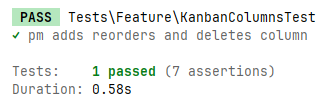 PASS Tests\Feature\KanbanColumnsTest
✓ pm adds reorders and deletes column
Tests: 1 passed (7 assertions)
Duration: 0.58s